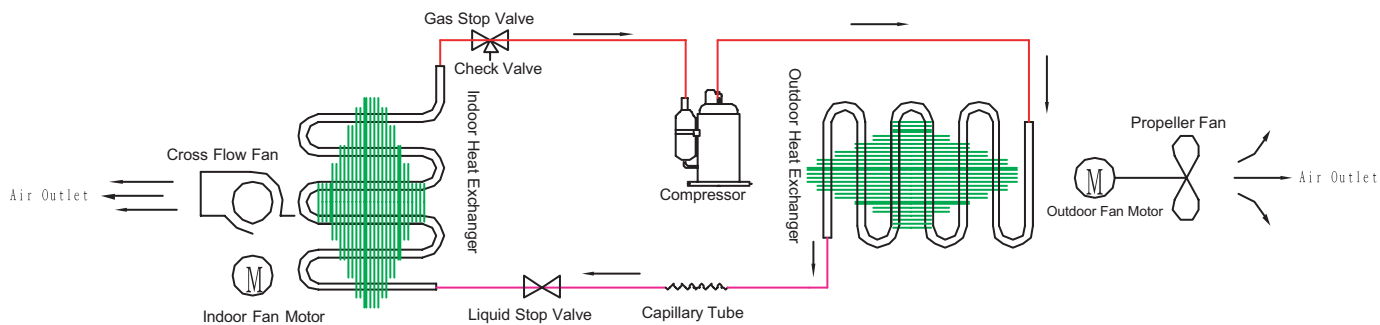 Gas Stop Valve
Check Valve
Indoor Heat Exchanger
Outdoor Heat Exchanger
Cross Flow Fan
Air Outlet
M
Indoor Fan Motor
Compressor
Propeller Fan
M
Outdoor Fan Motor
Air Outlet
Liquid Stop Valve
Capillary Tube